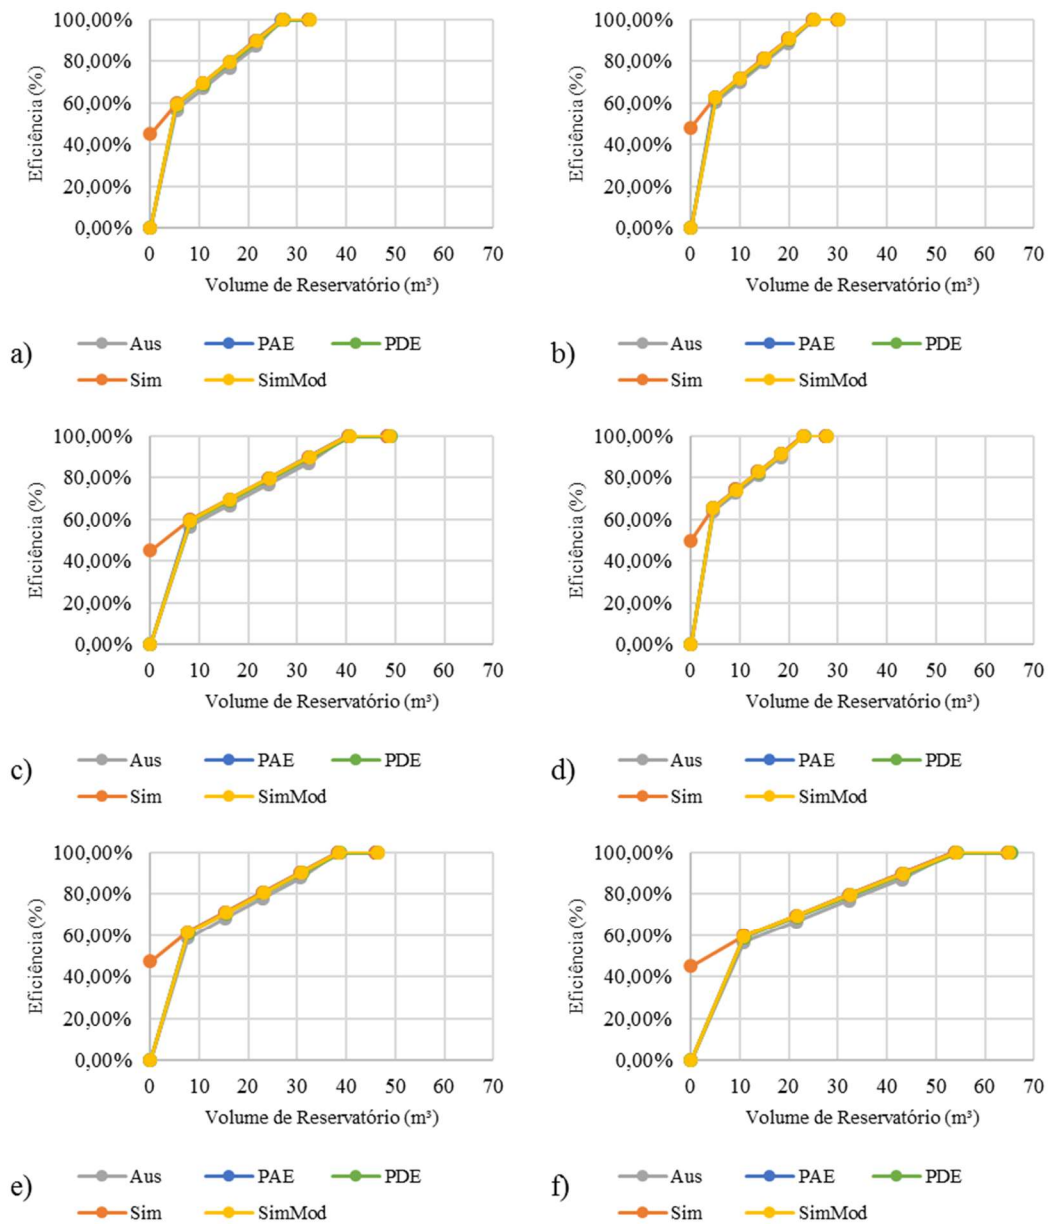 100,00%
80,00%
60,00%
40,00%
20,00%
0,00%
Eficiência (%)
0 10 20 30 40 50 60 70
Volume de Reservatório (m³)
a)
Aus PAE PDE
Sim SimMod
100,00%
80,00%
60,00%
40,00%
20,00%
0,00%
Eficiência (%)
0 10 20 30 40 50 60 70
Volume de Reservatório (m³)
b)
Aus PAE PDE
Sim SimMod
100,00%
80,00%
60,00%
40,00%
20,00%
0,00%
Eficiência (%)
0 10 20 30 40 50 60 70
Volume de Reservatório (m³)
c)
Aus PAE PDE
Sim SimMod
100,00%
80,00%
60,00%
40,00%
20,00%
0,00%
Eficiência (%)
0 10 20 30 40 50 60 70
Volume de Reservatório (m³)
d)
Aus PAE PDE
Sim SimMod
100,00%
80,00%
60,00%
40,00%
20,00%
0,00%
Eficiência (%)
0 10 20 30 40 50 60 70
Volume de Reservatório (m³)
e)
Aus PAE PDE
Sim SimMod
100,00%
80,00%
60,00%
40,00%
20,00%
0,00%
Eficiência (%)
0 10 20 30 40 50 60 70
Volume de Reservatório (m³)
f)
Aus PAE PDE
Sim SimMod